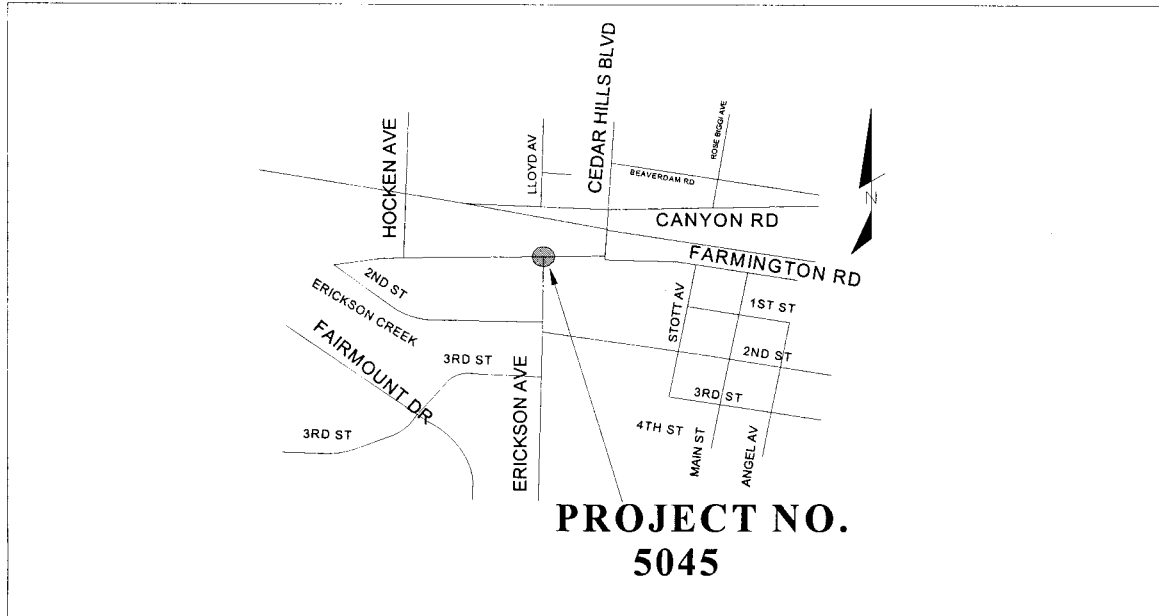 CEDAR HILLS BLVD
HOCKEN AVE
LLOYD AV
ROSE BIGGI AVE
BEAVERDAM RD
N
CANYON RD
FARMINGTON RD
2ND ST
ERICKSON CREEK
STOTT AV
1ST ST
FAIRMOUNT DR
3RD ST
ERICKSON AVE
2ND ST
3RD ST
3RD ST
4TH ST
MAIN ST
ANGEL AV
PROJECT NO.
5045